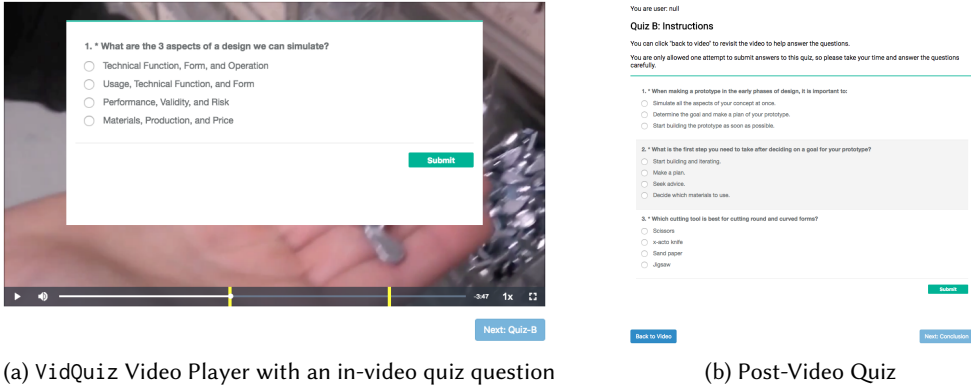 1. * What are the 3 aspects of a design we can simulate?
Technical Function, Form, and Operation
Usage, Technical Function, and Form
Performance, Validity, and Risk
Materials, Production, and Price
Submit
-3:47 1x
Next: Quiz-B
(a) VidQuiz Video Player with an in-video quiz question
You are user: null
Quiz B: Instructions
You can click "back to video" to revisit the video to help answer the questions.
You are only allowed one attempt to submit answers to this quiz, so please take your time and answer the questions
carefully.
1. * When making a prototype in the early phases of design, it is important to:
Simulate all the aspects of your concept at once.
Determine the goal and make a plan of your prototype.
Start building the prototype as soon as possible.
2. * What is the first step you need to take after deciding on a goal for your prototype?
Start building and iterating.
Make a plan.
Seek advice.
Decide which materials to use.
3. * Which cutting tool is best for cutting round and curved forms?
Scissors
x-acto knife
Sand paper
Jigsaw
Submit
Back to Video
Next: Conclusion
(b) Post-Video Quiz